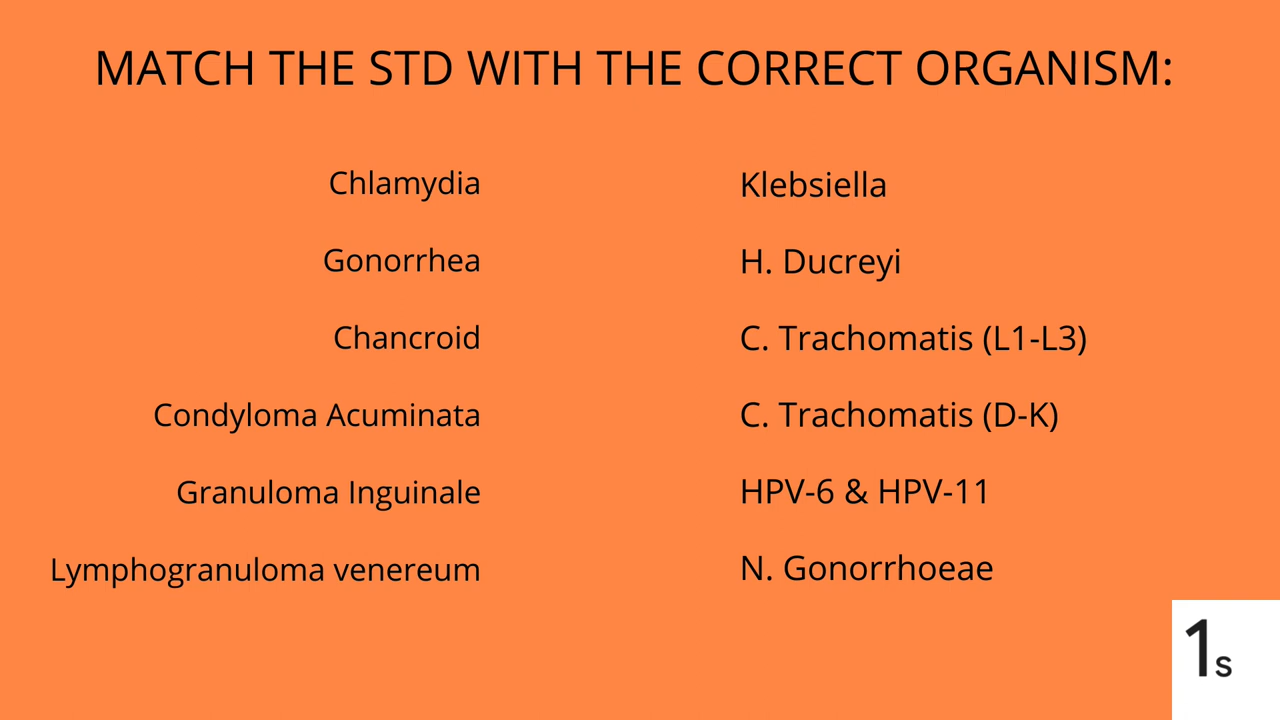 MATCH THE STD WITH THE CORRECT ORGANISM:
Chlamydia
Klebsiella
Gonorrhea
H. Ducreyi
Chancroid
C. Trachomatis (L1-L3)
Condyloma Acuminata
C. Trachomatis (D-K)
Granuloma Inguinale
HPV-6 & HPV-11
Lymphogranuloma venereum
N. Gonorrhoeae
1s